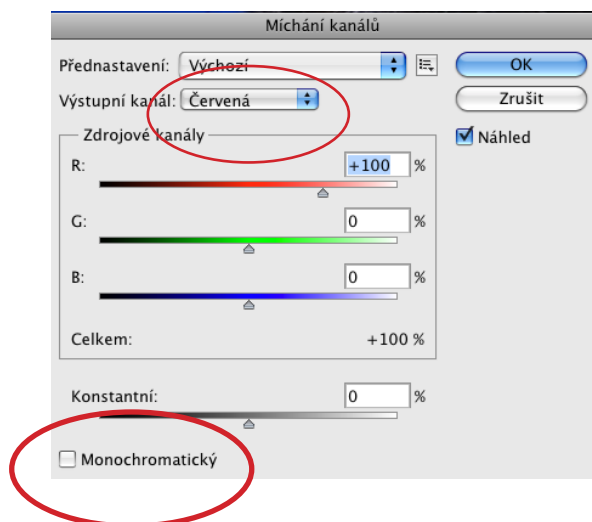 Míchání kanálů
Přednastavení: Výchozí
OK
Výstupní kanál: Červená
Zrušit
Zdrojové kanály
Náhled
R: +100 %
G: 0 %
B: 0 %
Celkem: +100 %
Konstantní: 0 %
Monochromatický